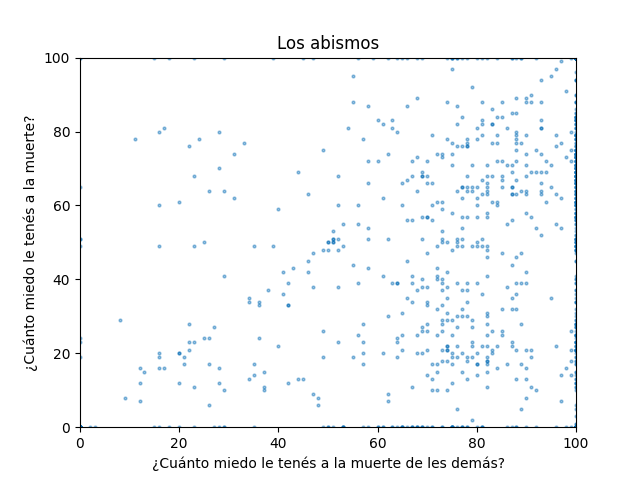 Los abismos
100
80
60
40
20
0
¿Cuánto miedo le tenés a la muerte?
0 20 40 60 80 100
¿Cuánto miedo le tenés a la muerte de les demás?